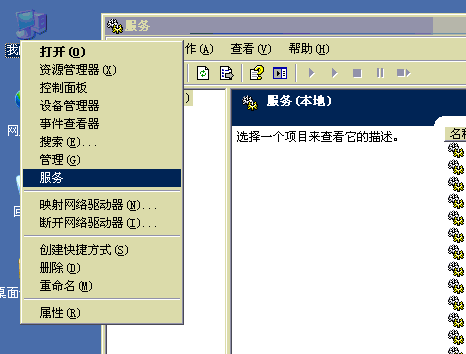 服务
我
打开(O)
资源管理器(X)
控制面板
设备管理器
事件查看器
搜索(E)...
管理(G)
服务
映射网络驱动器(N)...
断开网络驱动器(I)...
创建快捷方式(S)
删除(D)
重命名(M)
属性(R)
作(A) 查看(V) 帮助(H)
)
服务(本地)
选择一个项目来查看它的描述。
名称
网
回
桌面